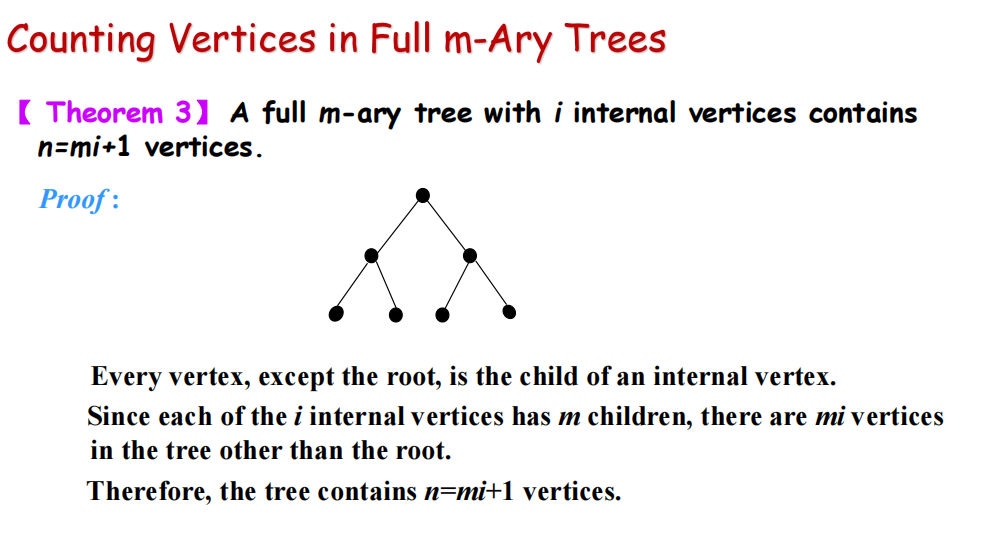 Counting Vertices in Full m-Ary Trees
【 Theorem 3】 A full m-ary tree with i internal vertices contains
n=mi+1 vertices.
Proof :
Every vertex, except the root, is the child of an internal vertex.
Since each of the i internal vertices has m children, there are mi vertices
in the tree other than the root.
Therefore, the tree contains n=mi+1 vertices.